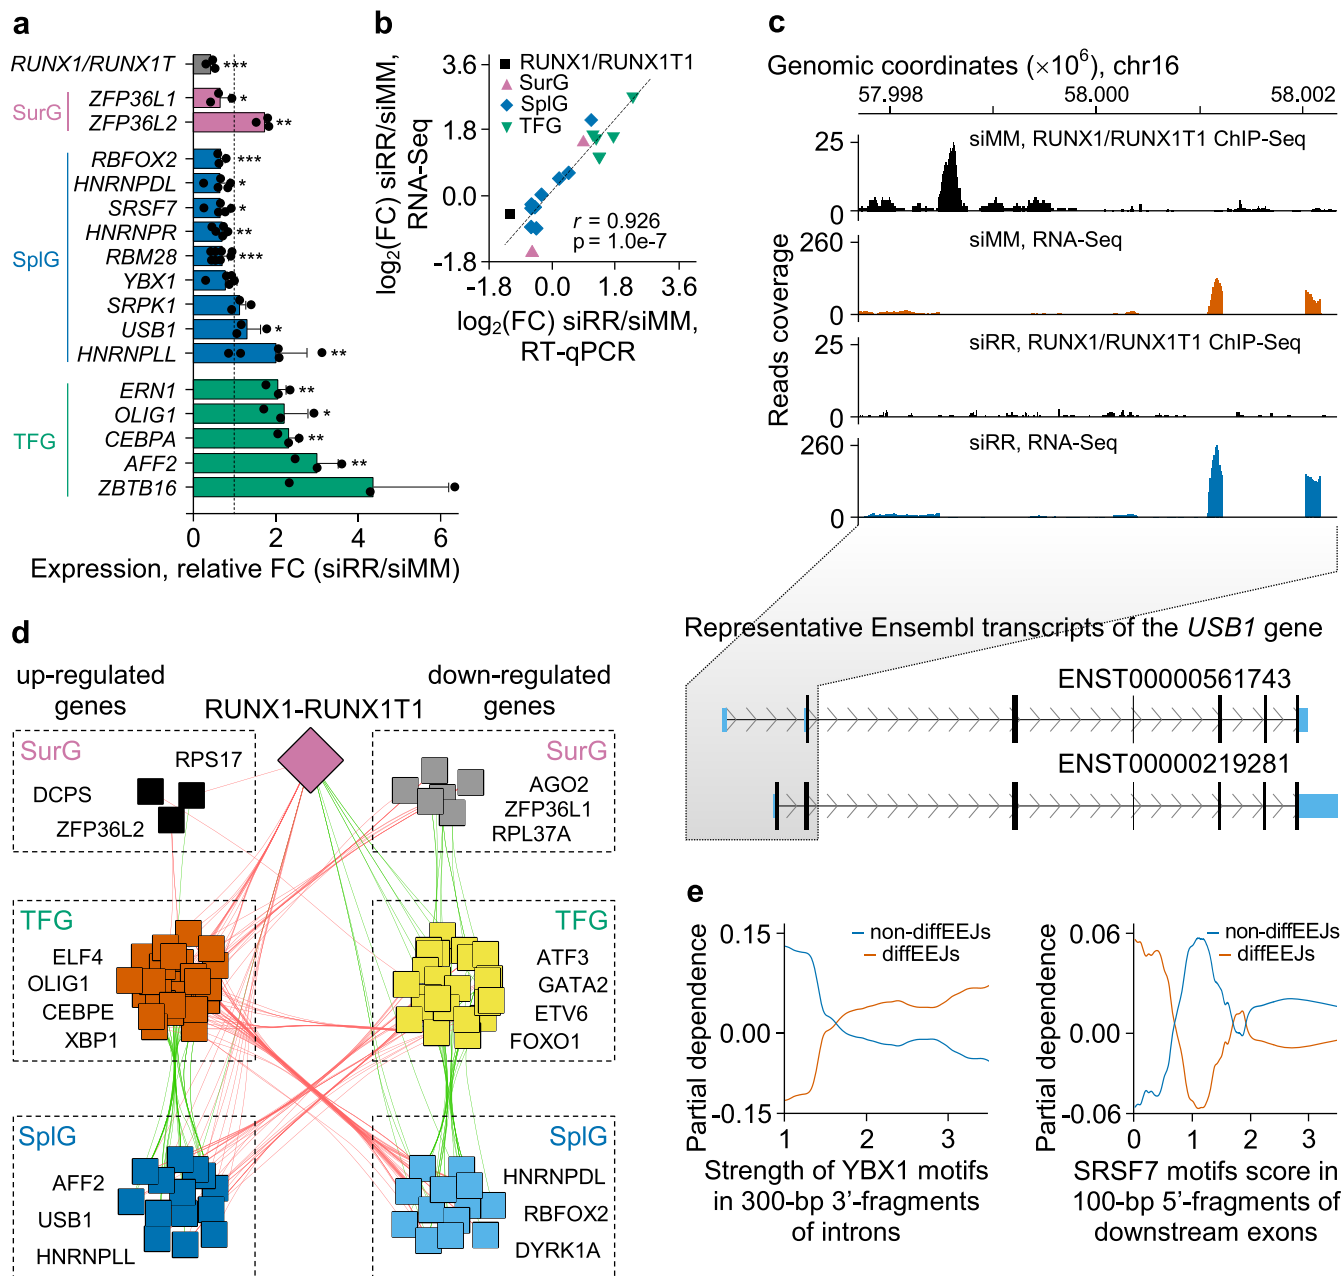 a
RUNX1/RUNX1T ***
SurG
ZFP36L1 *
ZFP36L2 **
SplG
RBFOX2 ***
HNRNPDL *
SRSF7 *
HNRNPR **
RBM28 ***
YBX1
SRPK1
USB1 *
HNRNPLL **
TFG
ERN1 **
OLIG1 *
CEBPA **
AFF2 **
ZBTB16
0 2 4 6
Expression, relative FC (siRR/siMM)
b
log2(FC) siRR/siMM,
RNA-Seq
3.6
1.8
0.0
-1.8
RUNX1/RUNX1T1
SurG
SplG
TFG
r = 0.926
p = 1.0e-7
-1.8 0.0 1.8 3.6
log2(FC) siRR/siMM,
RT-qPCR
c
Genomic coordinates (×10⁶), chr16
57.998 58.000 58.002
Reads coverage
25
0
siMM, RUNX1/RUNX1T1 ChIP-Seq
260
0
siMM, RNA-Seq
25
0
siRR, RUNX1/RUNX1T1 ChIP-Seq
260
0
siRR, RNA-Seq
Representative Ensembl transcripts of the USB1 gene
ENST00000561743
ENST00000219281
d
up-regulated
genes
down-regulated
genes
RUNX1-RUNX1T1
SurG
RPS17
DCPS
ZFP36L2
SurG
AGO2
ZFP36L1
RPL37A
TFG
ELF4
OLIG1
CEBPE
XBP1
TFG
ATF3
GATA2
ETV6
FOXO1
SplG
AFF2
USB1
HNRNPLL
SplG
HNRNPDL
RBFOX2
DYRK1A
e
Partial dependence
0.15
0.00
-0.15
non-diffEEJs
diffEEJs
1 2 3
Strength of YBX1 motifs
in 300-bp 3’-fragments
of introns
Partial dependence
0.06
0.00
-0.06
non-diffEEJs
diffEEJs
0 1 2 3
SRSF7 motifs score in
100-bp 5’-fragments of
downstream exons